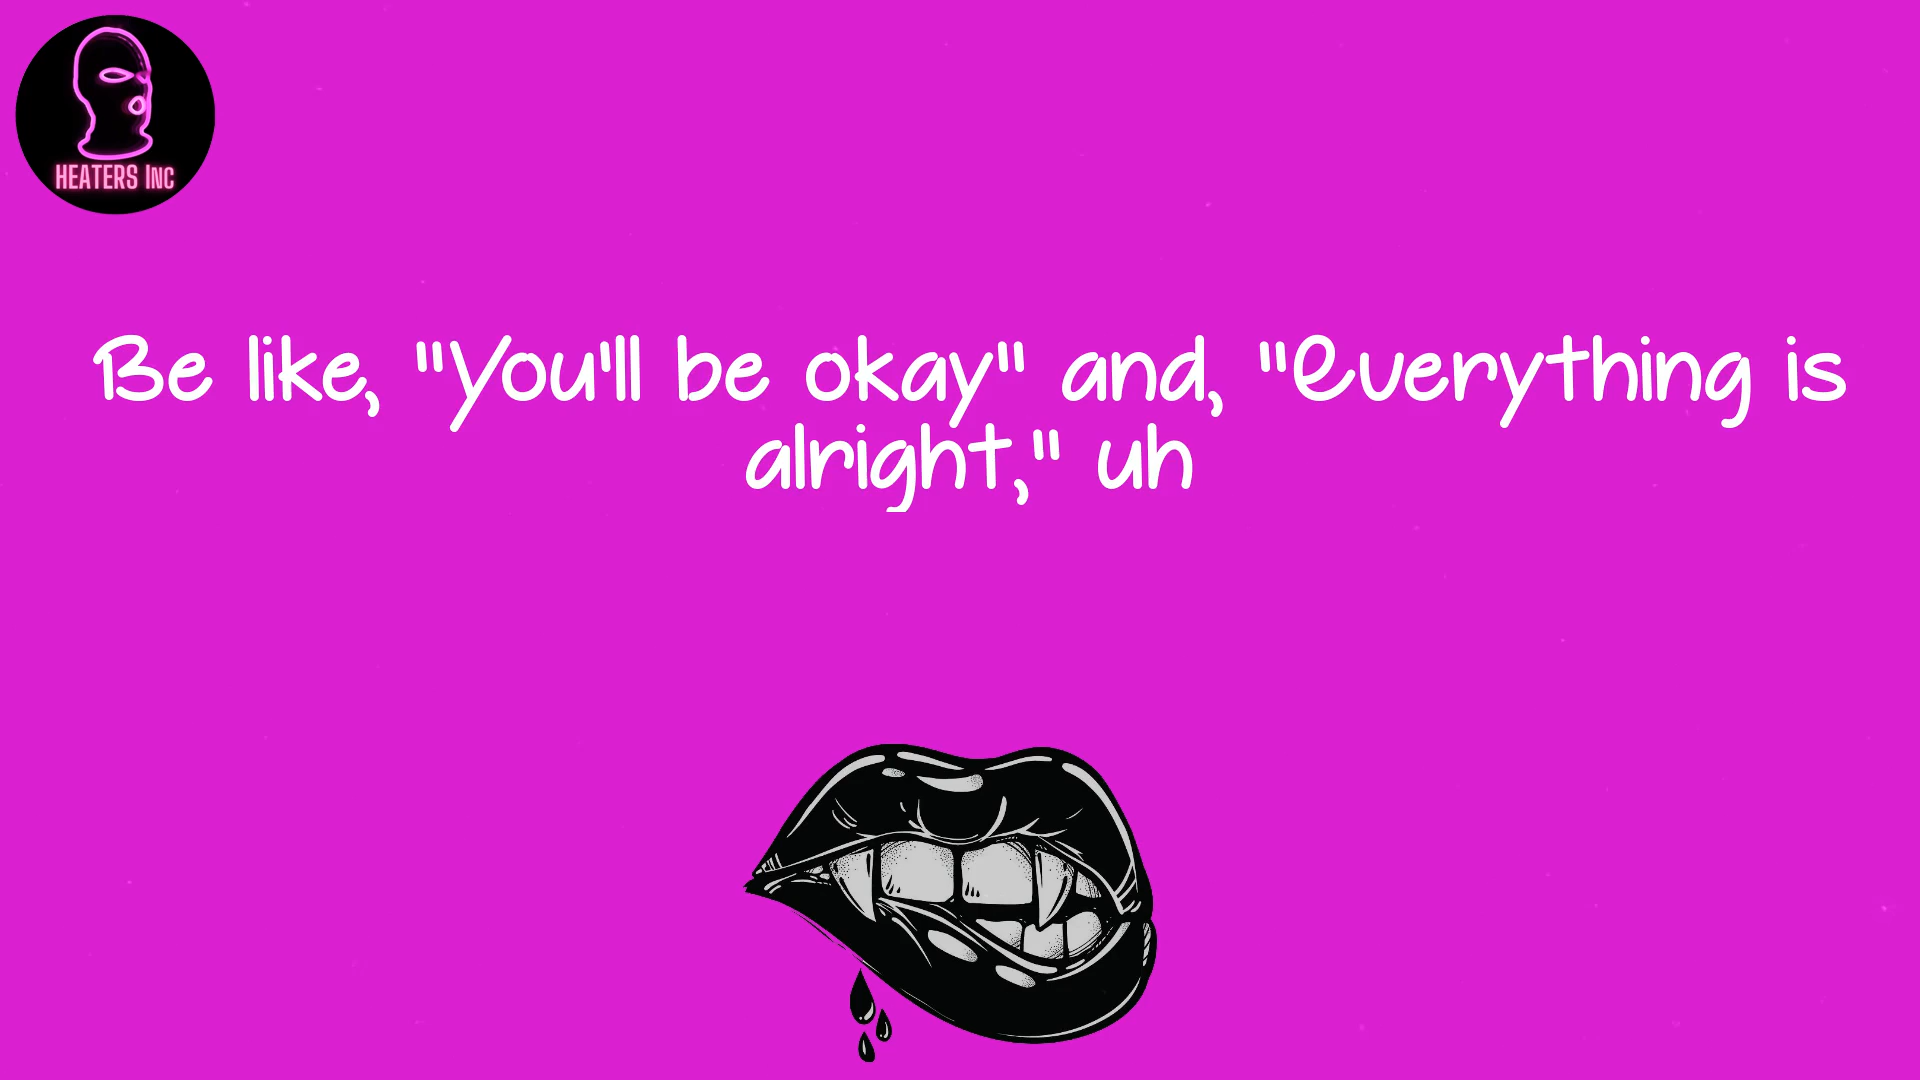 HEATERS INC
Be like, "You'll be okay" and, "Everything is
alright," uh